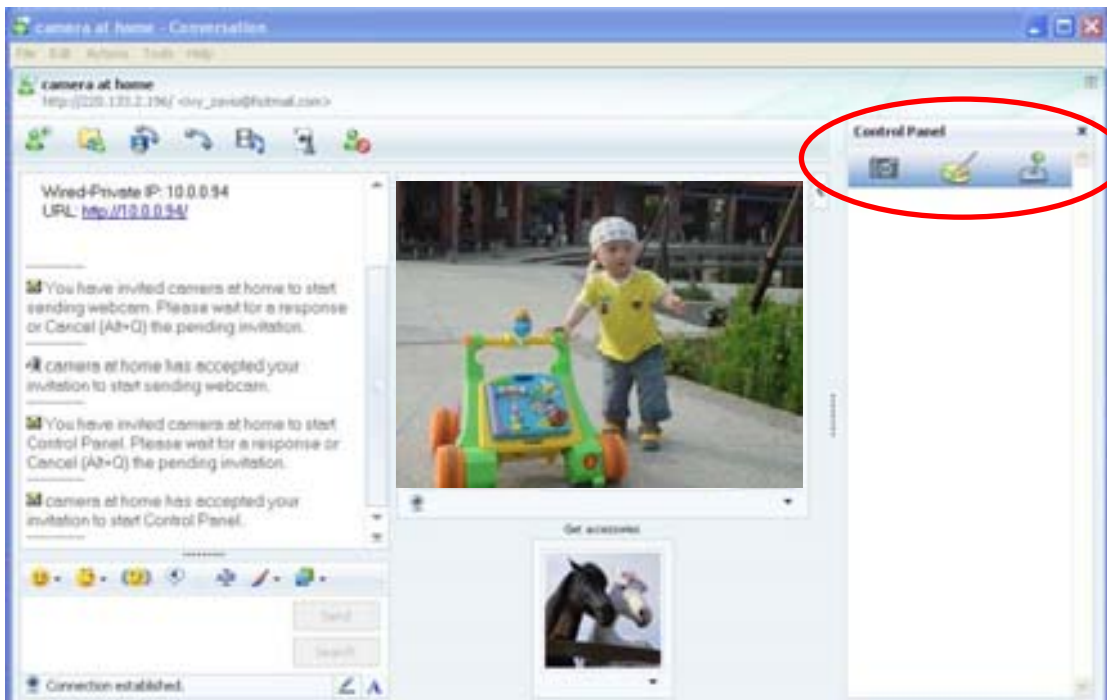 camera at home - Conversation
File Edit Actions Tools Help
camera at home
Control Panel
Wired-Private IP: 10.0.0.94
URL: http://10.0.0.94/
You have invited camera at home to start
sending webcam. Please wait for a response
or Cancel (Alt+Q) the pending invitation.
camera at home has accepted your
invitation to start sending webcam.
You have invited camera at home to start
Control Panel. Please wait for a response or
Cancel (Alt+Q) the pending invitation.
camera at home has accepted your
invitation to start Control Panel.
Get accessories
Send
Search
Connection established.
A